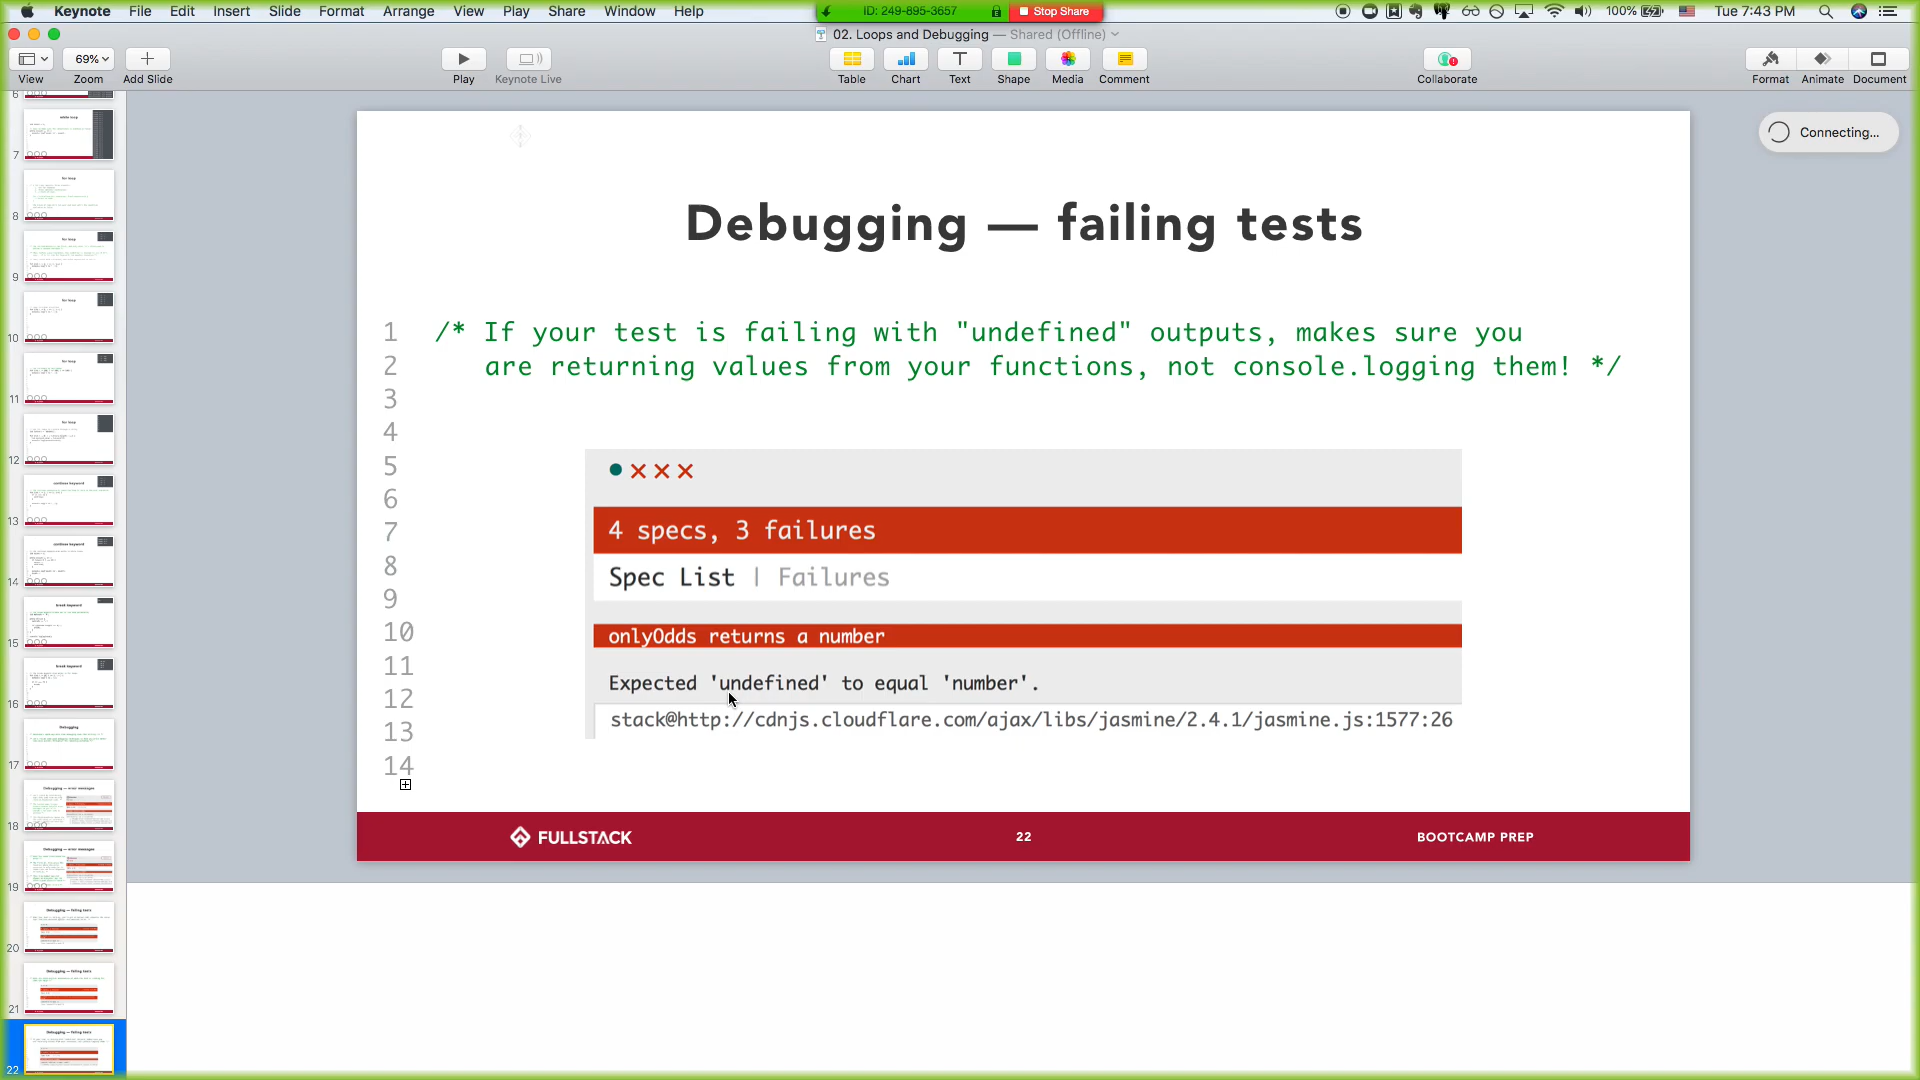 Keynote File Edit Insert Slide Format Arrange View Play Share Window Help
ID: 249-895-3657 Stop Share
100% Tue 7:43 PM
02. Loops and Debugging — Shared (Offline)
69%
View Zoom Add Slide Play Keynote Live Table Chart Text Shape Media Comment Collaborate Format Animate Document
Connecting...
Debugging — failing tests
1 /* If your test is failing with "undefined" outputs, makes sure you
2 are returning values from your functions, not console.logging them! */
3
4
5
6
7
8
9
10
11
12
13
14
4 specs, 3 failures
Spec List | Failures
onlyOdds returns a number
Expected 'undefined' to equal 'number'.
stack@http://cdnjs.cloudflare.com/ajax/libs/jasmine/2.4.1/jasmine.js:1577:26
FULLSTACK 22 BOOTCAMP PREP
6
7
8
9
10
11
12
13
14
15
16
17
18
19
20
21
22